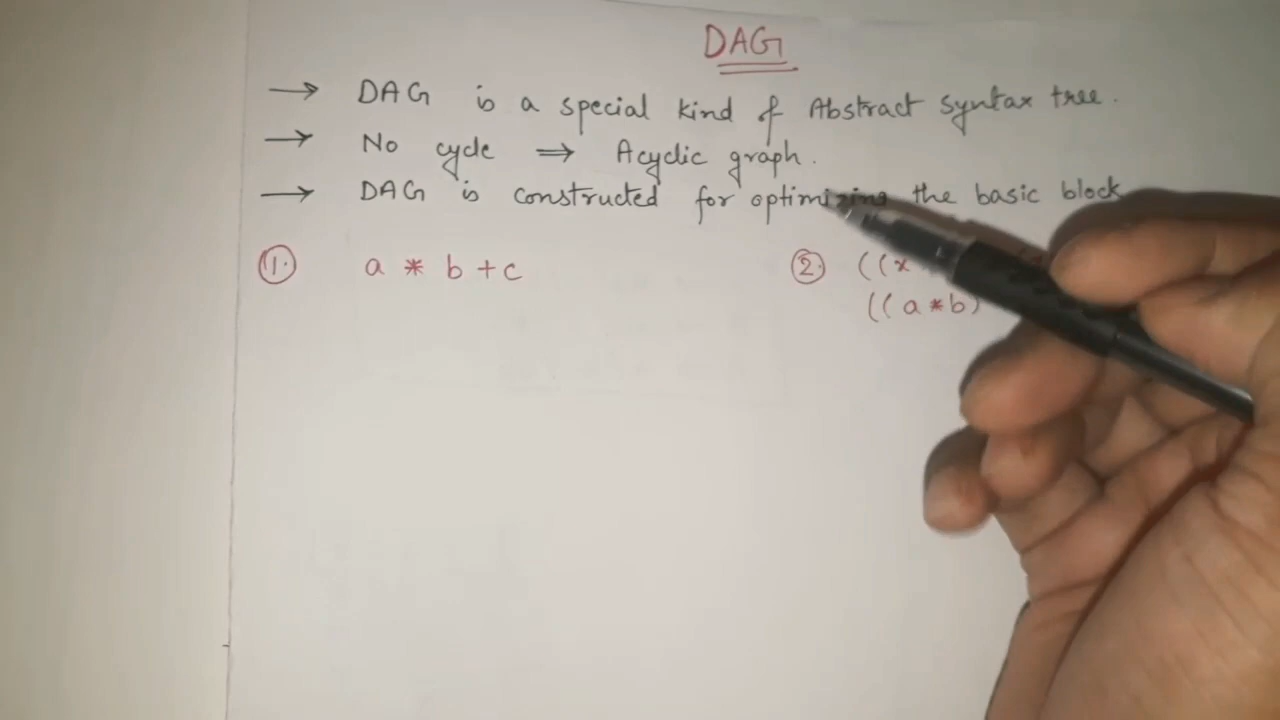 DAG
→ DAG is a special kind of Abstract syntax tree.
→ No cycle ⇒ Acyclic graph.
→ DAG is constructed for optimizing the basic block
1. a * b + c
2. ((x
((a * b)